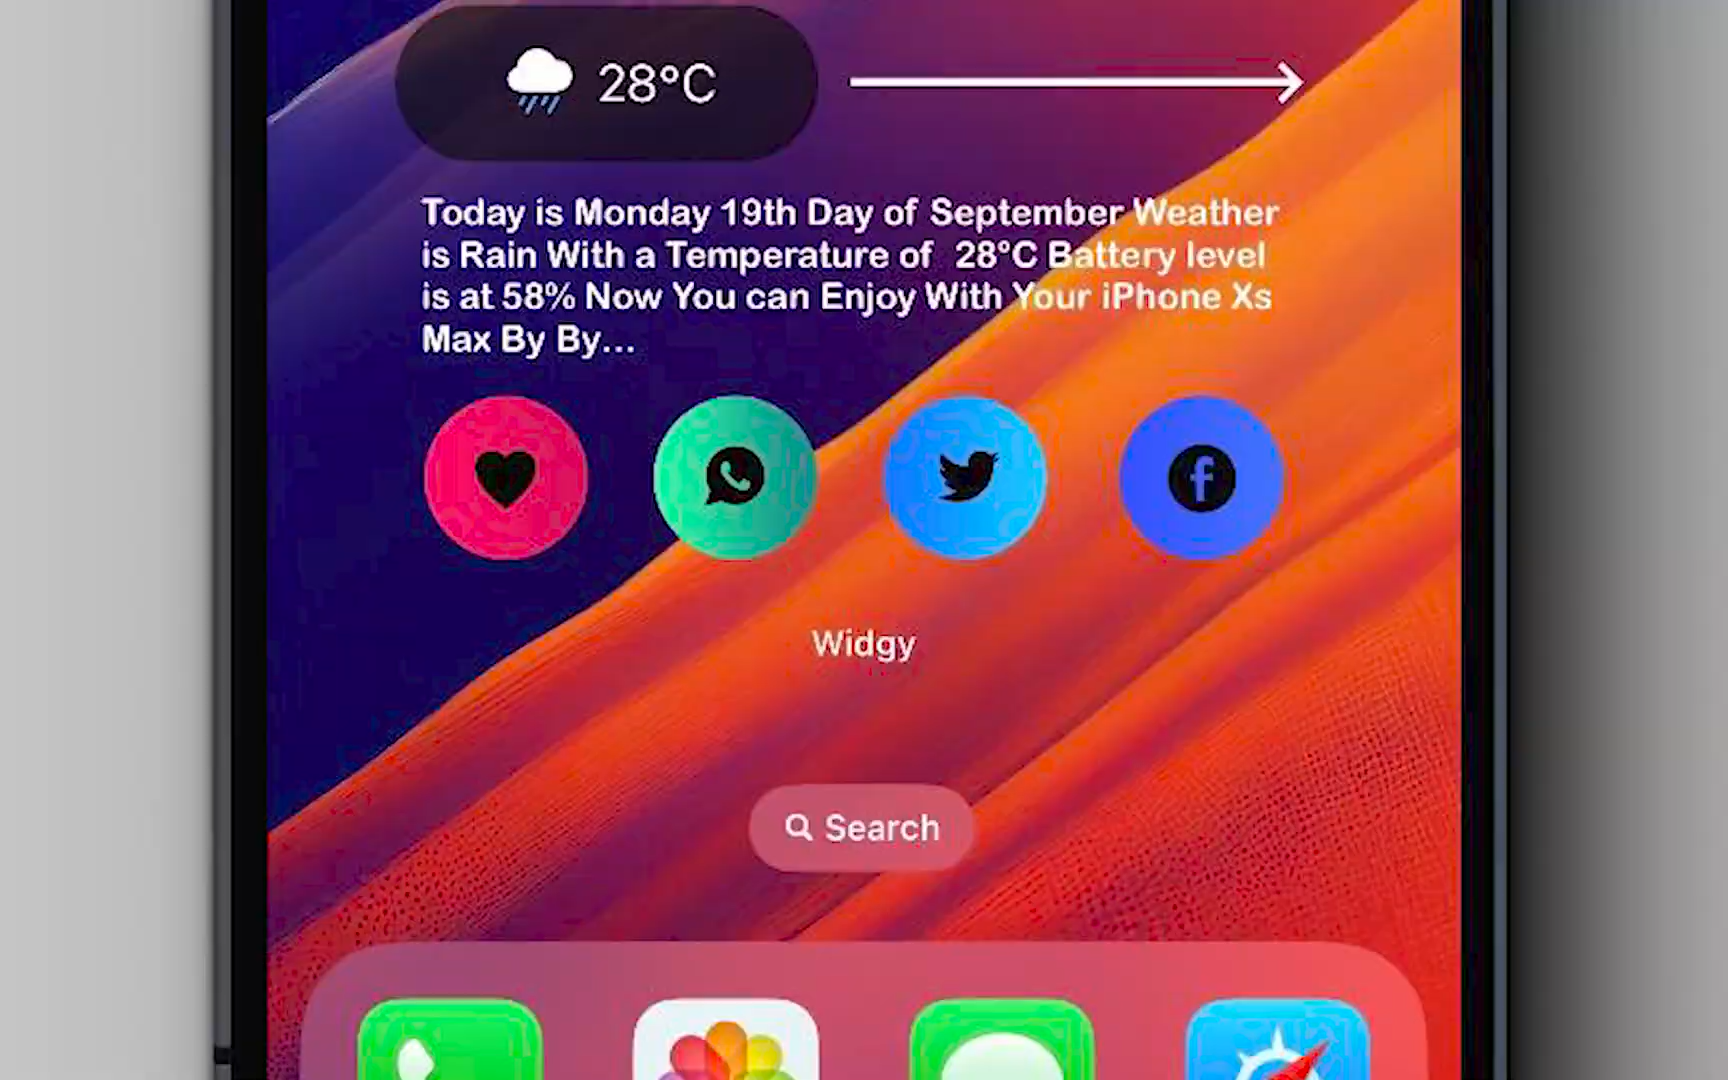 28°C
Today is Monday 19th Day of September Weather
is Rain With a Temperature of 28°C Battery level
is at 58% Now You can Enjoy With Your iPhone Xs
Max By By...
Widgy
Search